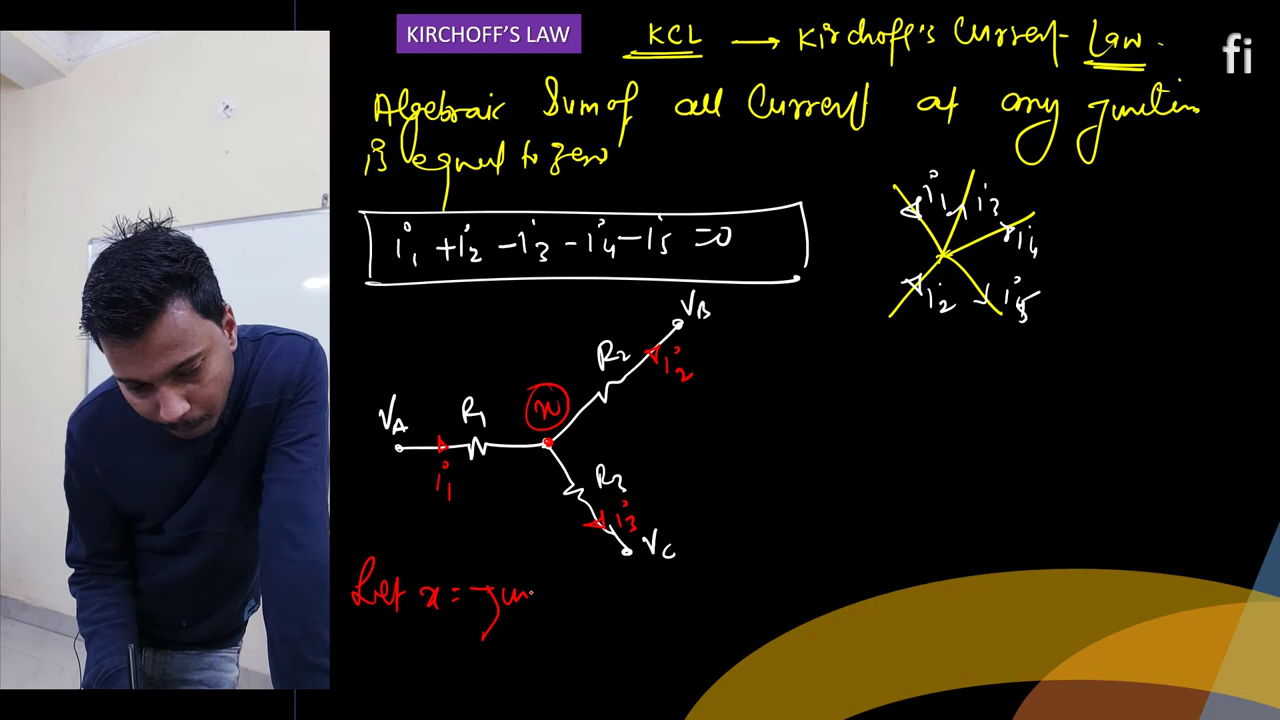 KIRCHOFF'S LAW
KCL → Kirchoff's Current Law.
fi
Algebraic Sum of all Current at any junction
is equal to zero
i1 + i2 - i3 - i4 - i5 = 0
i1
i3
i4
i2
i5
VB
R2
i2
x
VA
R1
i1
R3
i3
VC
Let x = jun